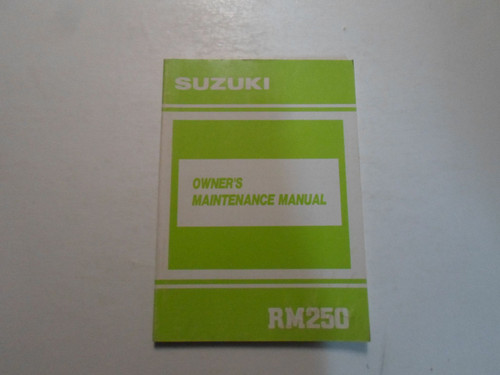 SUZUKI
OWNER'S
MAINTENANCE MANUAL
RM250